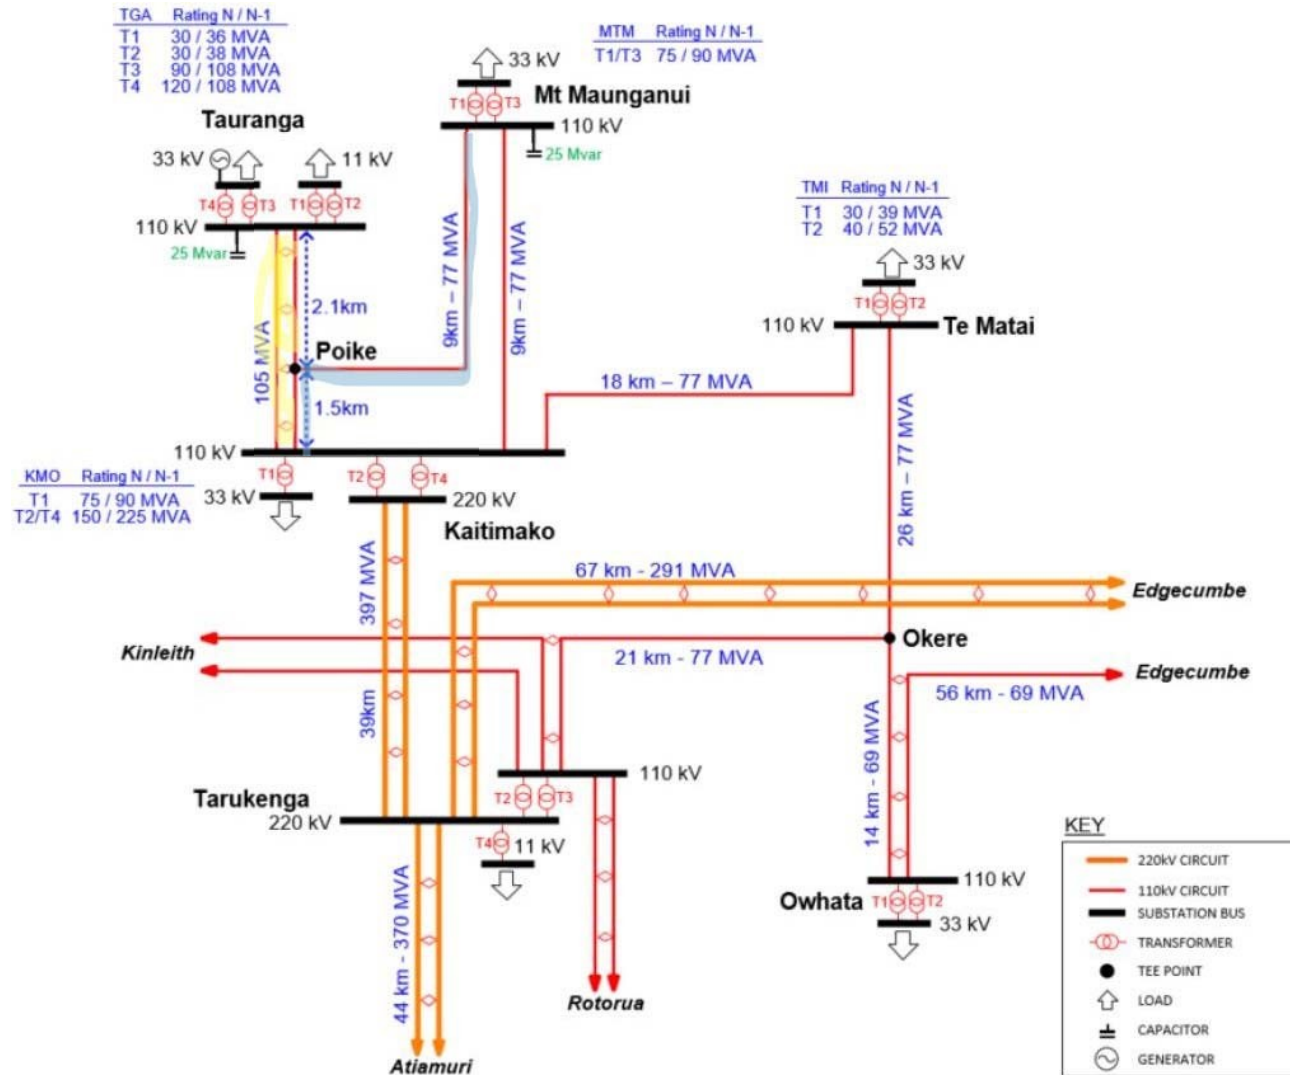 TGA Rating N / N-1
T1 30 / 36 MVA
T2 30 / 38 MVA
T3 90 / 108 MVA
T4 120 / 108 MVA
MTM Rating N / N-1
T1/T3 75 / 90 MVA
33 kV
T1 T3
Mt Maunganui
110 kV
25 Mvar
Tauranga
33 kV
11 kV
T4 T3
T1 T2
110 kV
25 Mvar
TMI Rating N / N-1
T1 30 / 39 MVA
T2 40 / 52 MVA
33 kV
T1 T2
110 kV
Te Matai
105 MVA
2.1km
Poike
1.5km
9km – 77 MVA
9km – 77 MVA
18 km – 77 MVA
26 km – 77 MVA
110 kV
KMO Rating N / N-1
T1 75 / 90 MVA
T2/T4 150 / 225 MVA
T1
33 kV
T2 T4
220 kV
Kaitimako
397 MVA
39km
67 km - 291 MVA
Edgecumbe
Kinleith
21 km - 77 MVA
Okere
Edgecumbe
56 km - 69 MVA
14 km - 69 MVA
110 kV
T2 T3
Tarukenga
220 kV
T4
11 kV
44 km - 370 MVA
Atiamuri
Rotorua
110 kV
Owhata
T1 T2
33 kV
KEY
220kV CIRCUIT
110kV CIRCUIT
SUBSTATION BUS
TRANSFORMER
TEE POINT
LOAD
CAPACITOR
GENERATOR